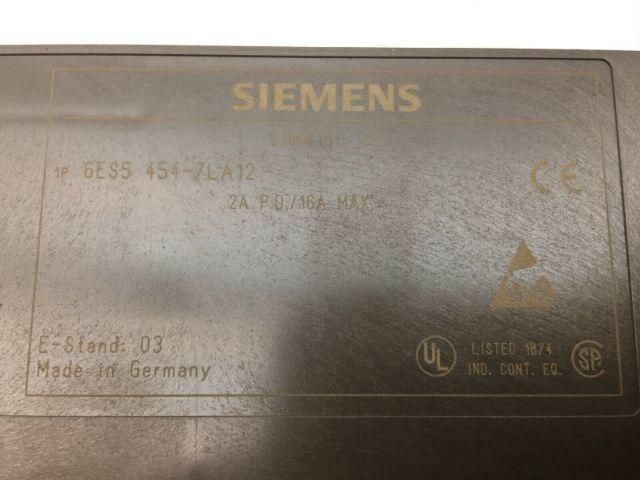 SIEMENS
SIMATIC S
1P 6ES5 454-7LA12
2A P.D./16A MAX.
CE
E-Stand: 03
Made in Germany
UL
LISTED 1874
IND. CONT. EQ.
SP